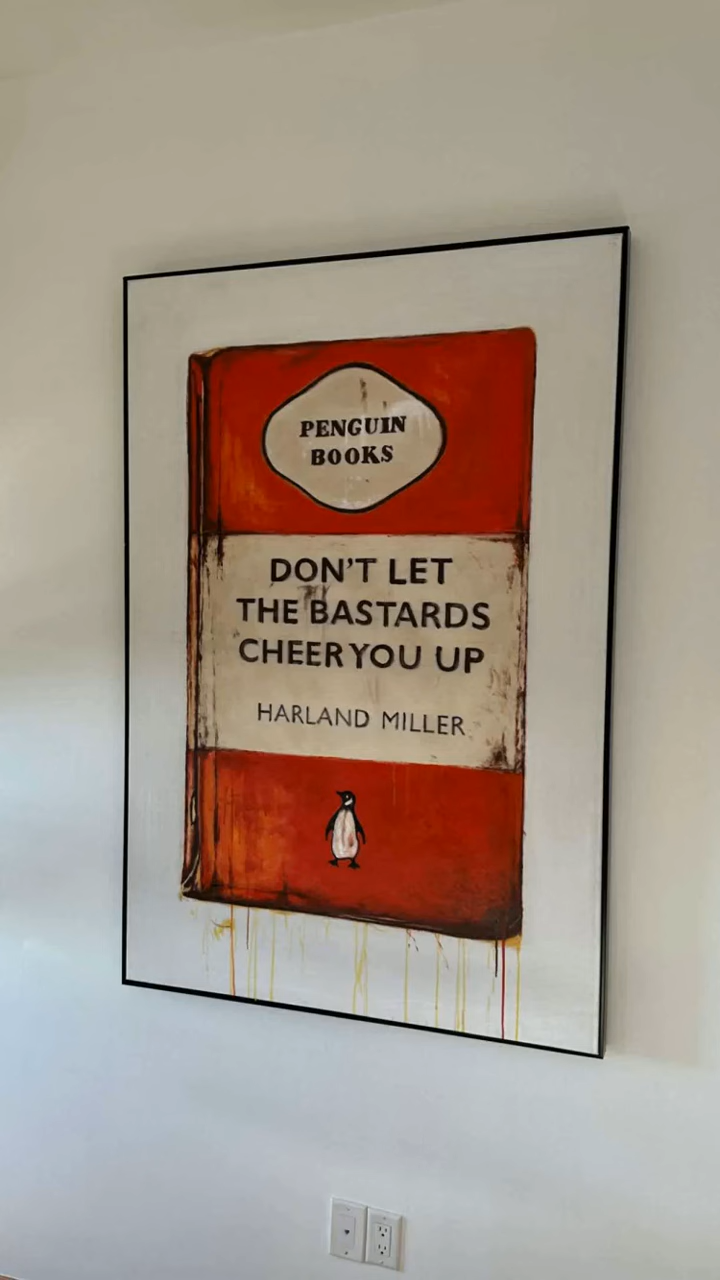 PENGUIN
BOOKS
DON'T LET
THE BASTARDS
CHEER YOU UP
HARLAND MILLER